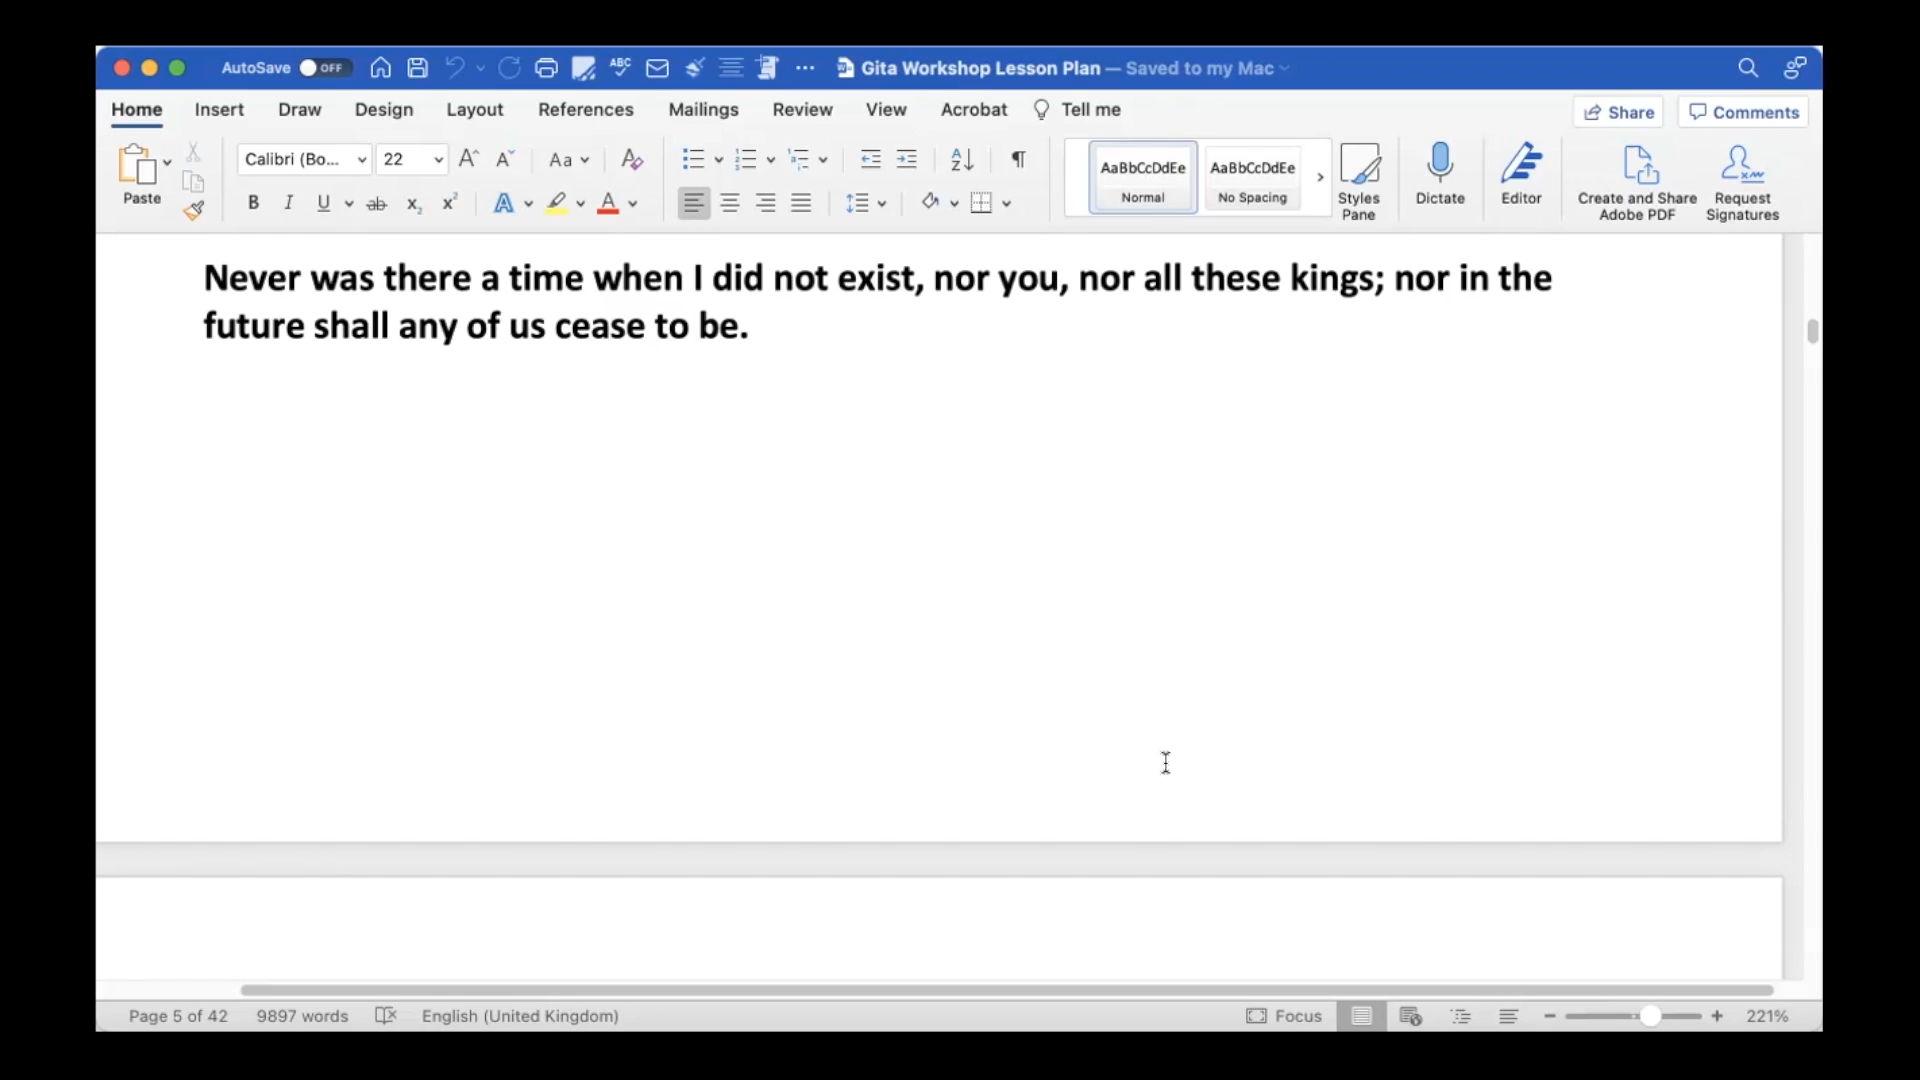 AutoSave OFF ABC Gita Workshop Lesson Plan — Saved to my Mac
Home Insert Draw Design Layout References Mailings Review View Acrobat Tell me Share Comments
Paste Calibri (Bo... 22 Aa
AaBbCcDdEe AaBbCcDdEe
Normal No Spacing
Styles Pane Dictate Editor Create and Share Adobe PDF Request Signatures
Never was there a time when I did not exist, nor you, nor all these kings; nor in the
future shall any of us cease to be.
Page 5 of 42 9897 words English (United Kingdom) Focus 221%